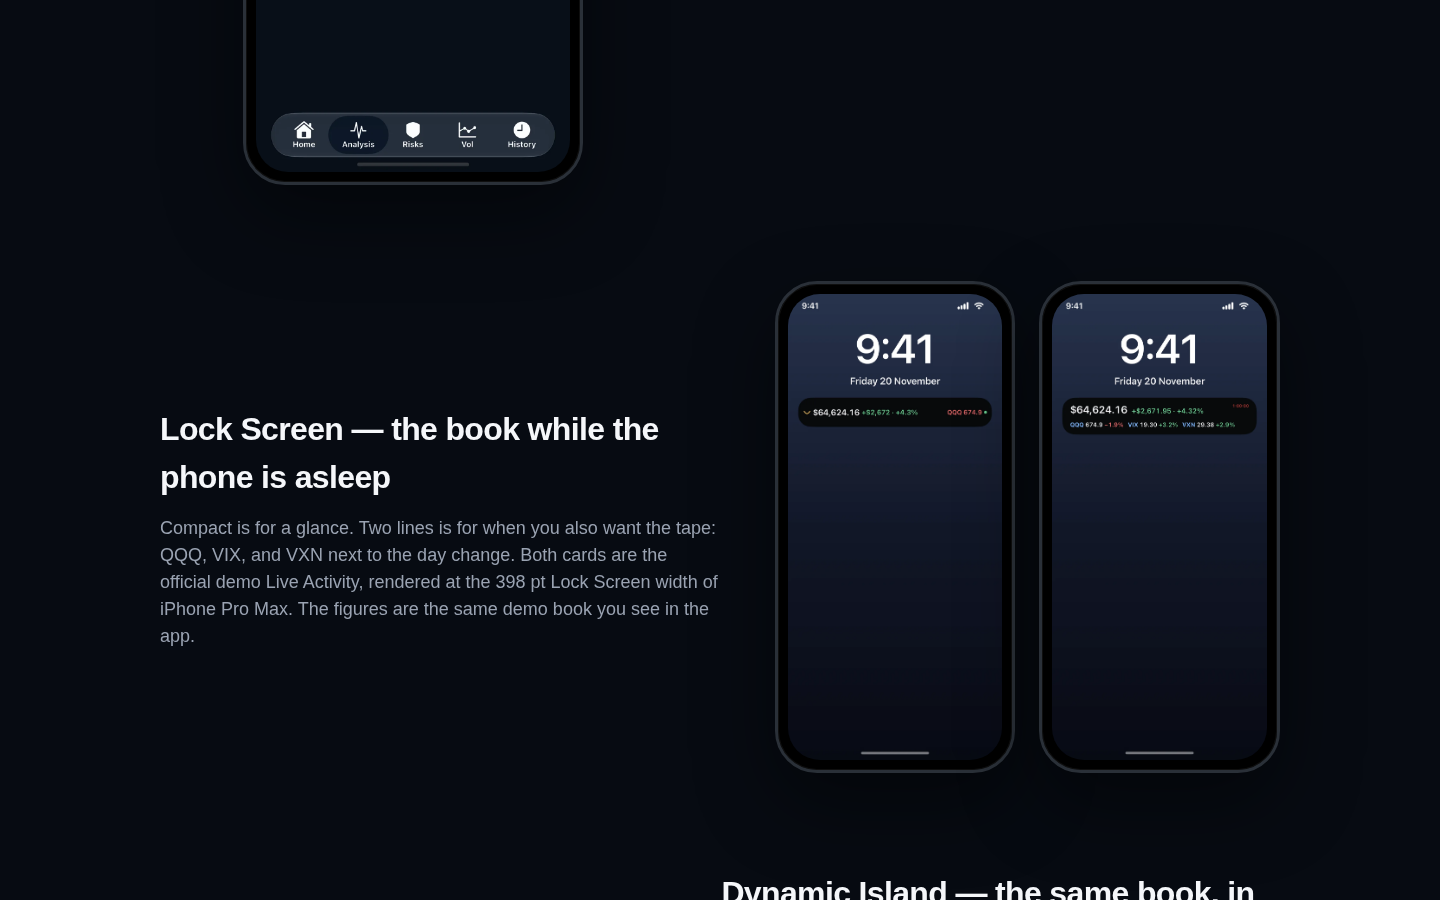 Home Analysis Risks Vol History
Lock Screen — the book while the
phone is asleep
Compact is for a glance. Two lines is for when you also want the tape:
QQQ, VIX, and VXN next to the day change. Both cards are the
official demo Live Activity, rendered at the 398 pt Lock Screen width of
iPhone Pro Max. The figures are the same demo book you see in the
app.
9:41
9:41
Friday 20 November
$64,624.16 +$2,672 · +4.3% QQQ 674.9
9:41
9:41
Friday 20 November
$64,624.16 +$2,671.95 · +4.32%
QQQ 674.9 −1.9% VIX 19.30 +3.2% VXN 29.38 +2.9%
Dynamic Island — the same book, in